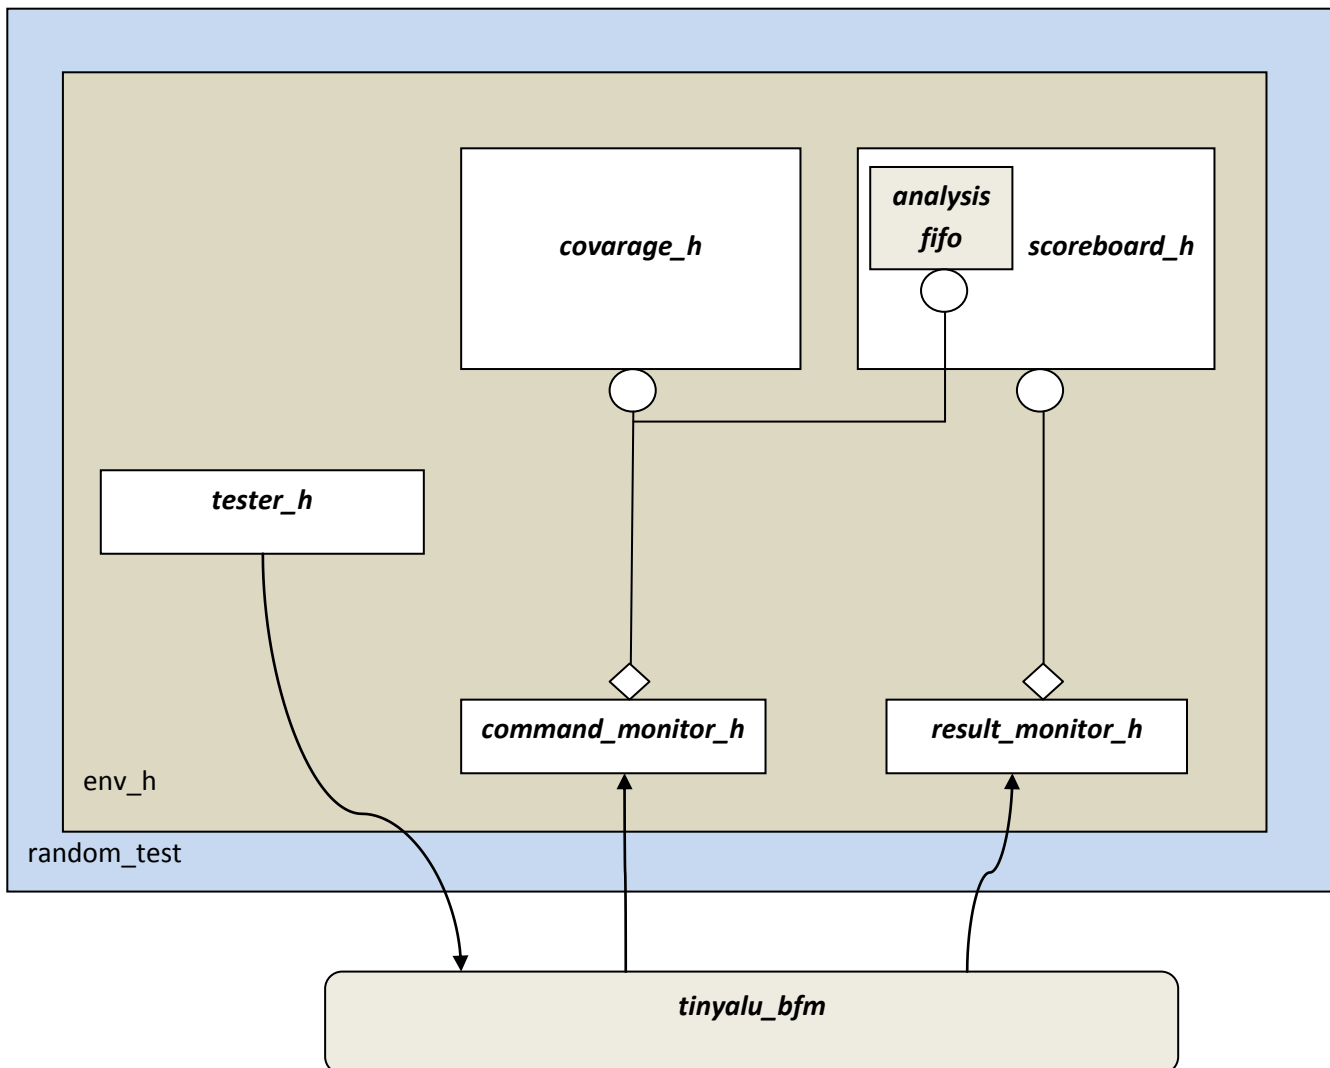 analysis
fifo
covarage_h
scoreboard_h
tester_h
command_monitor_h
result_monitor_h
env_h
random_test
tinyalu_bfm